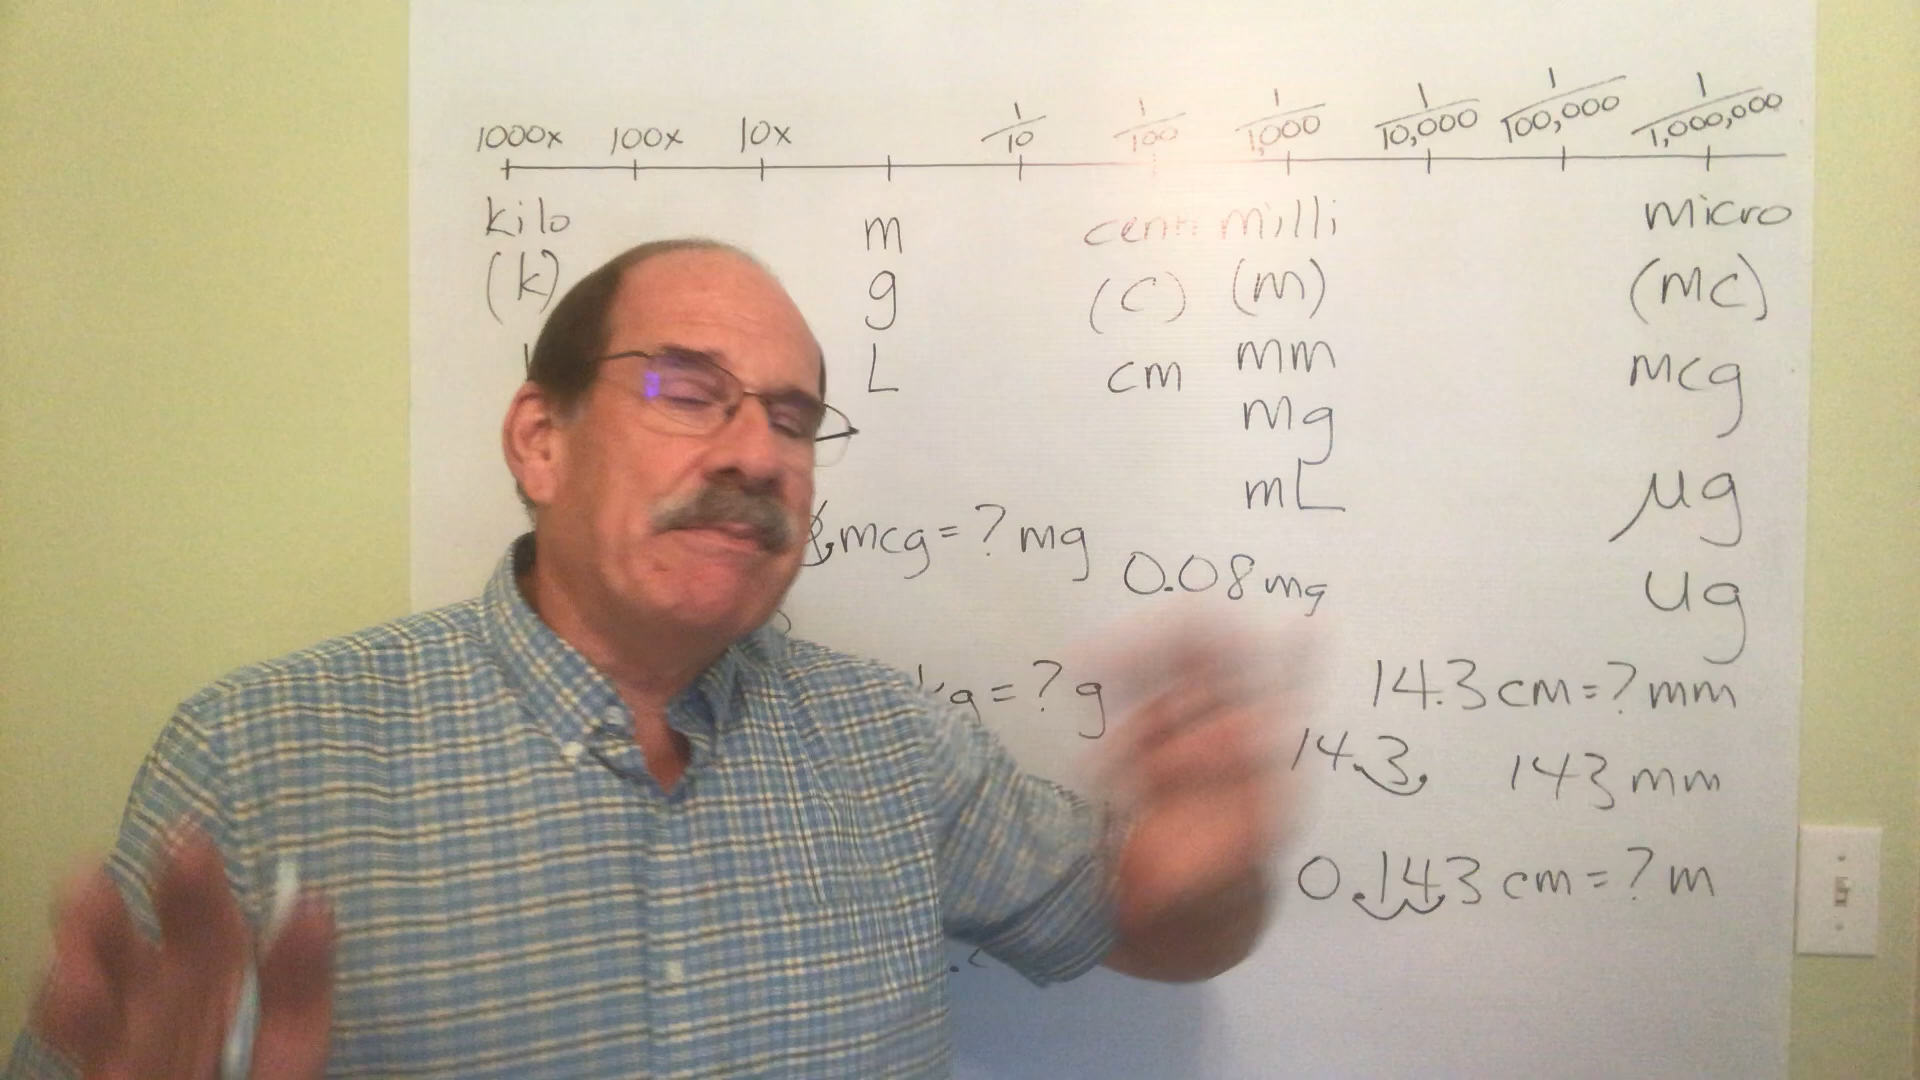 1000x 100x 10x 1/10 1/100 1/1,000 1/10,000 1/100,000 1/1,000,000
kilo m centi milli micro
(k) g (c) (m) (mc)
L cm mm mcg
mg
mL µg
mcg = ? mg 0.08 mg ug
g = ? g 14.3 cm = ? mm
14.3. 143 mm
0.143 cm = ? m